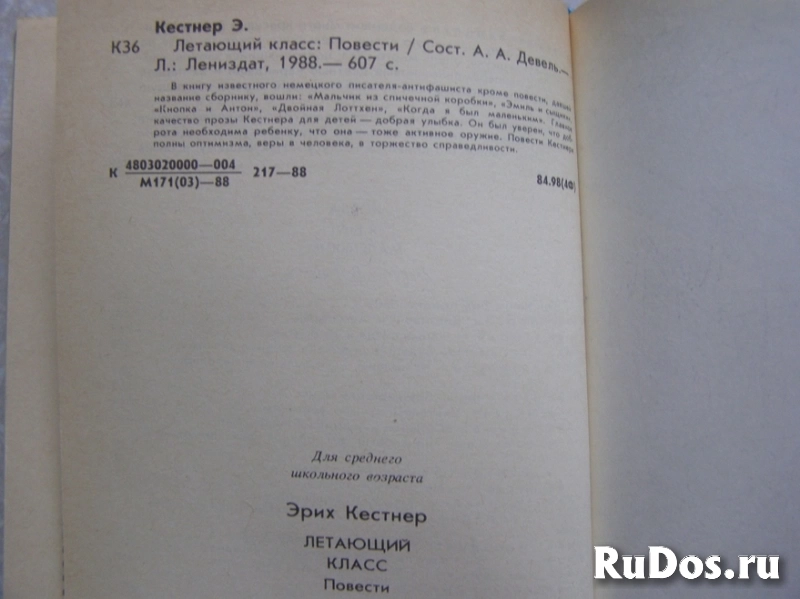 Кестнер Э.
К36 Летающий класс: Повести / Сост. А. А. Девель.—
Л.: Лениздат, 1988.— 607 с.
В книгу известного немецкого писателя-антифашиста кроме повести, давшей
название сборнику, вошли: «Мальчик из спичечной коробки», «Эмиль и сыщики»,
«Кнопка и Антон», «Двойная Лоттхен», «Когда я был маленьким». Главное
качество прозы Кестнера для детей — добрая улыбка. Он был уверен, что доб-
рота необходима ребенку, что она — тоже активное оружие. Повести Кестнера
полны оптимизма, веры в человека, в торжество справедливости.
К 4803020000—004
М171(03)—88 217—88 84.98(4Ф)
Для среднего
школьного возраста
Эрих Кестнер
ЛЕТАЮЩИЙ
КЛАСС
Повести
RuDos.ru